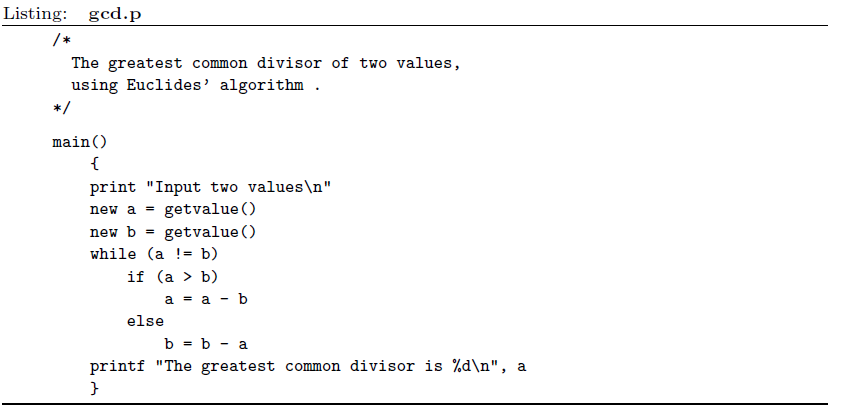 Listing: gcd.p
/*
The greatest common divisor of two values,
using Euclides’ algorithm .
*/
main()
{
print "Input two values\n"
new a = getvalue()
new b = getvalue()
while (a != b)
if (a > b)
a = a - b
else
b = b - a
printf "The greatest common divisor is %d\n", a
}